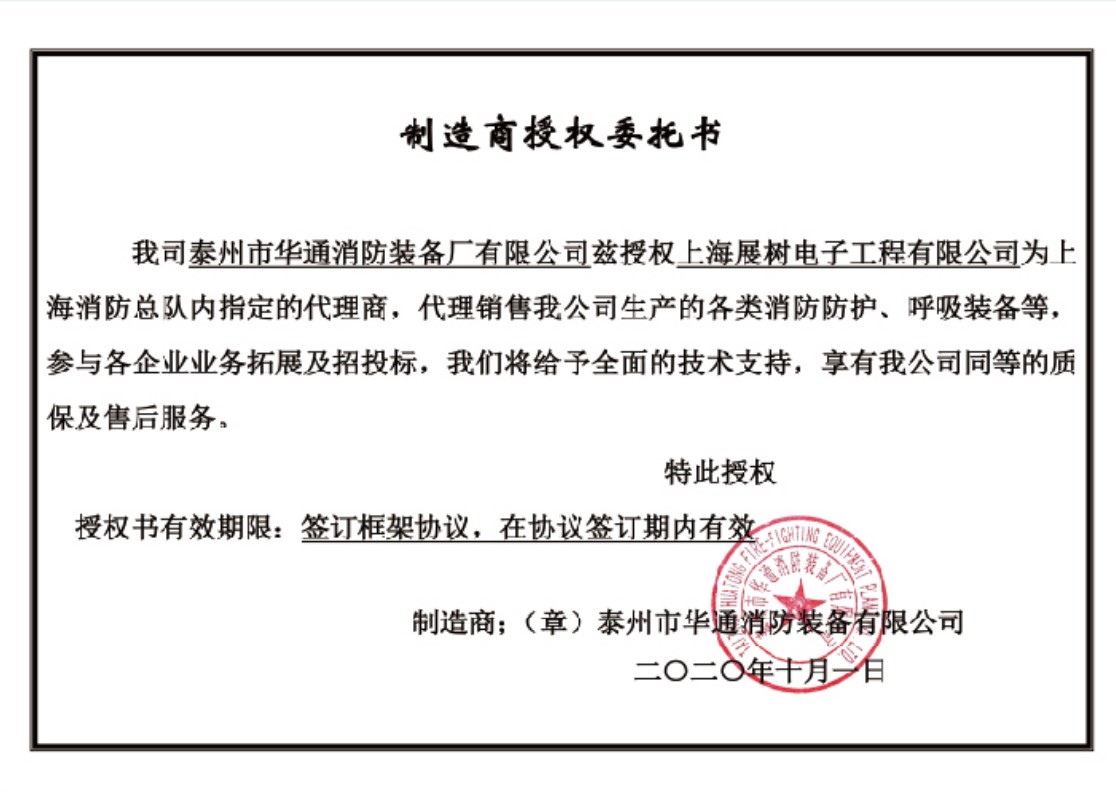 制造商授权委托书
我司泰州市华通消防装备厂有限公司兹授权上海展树电子工程有限公司为上
海消防总队内指定的代理商，代理销售我公司生产的各类消防防护、呼吸装备等，
参与各企业业务拓展及招投标，我们将给予全面的技术支持，享有我公司同等的质
保及售后服务。
特此授权
授权书有效期限：签订框架协议，在协议签订期内有效
TAIZHOU HUATONG FIRE-FIGHTING EQUIPMENT PLANT CO.,LTD.
泰州市华通消防装备厂有限公司
制造商；（章）泰州市华通消防装备有限公司
二〇二〇年十月一日